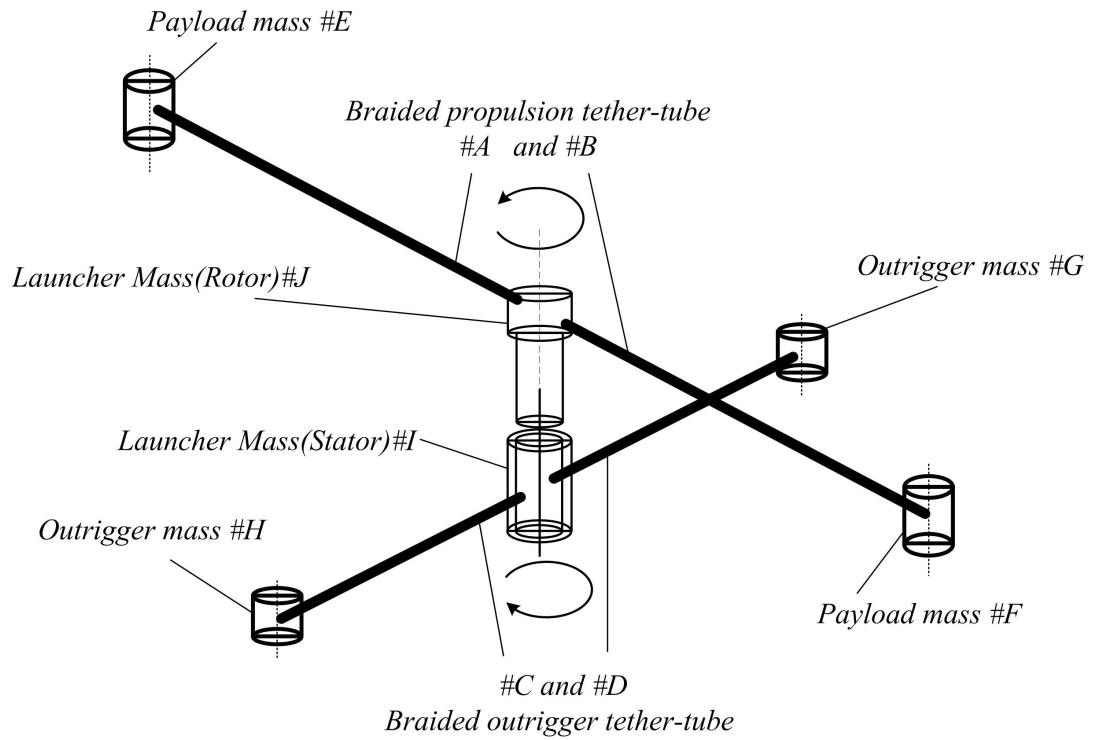 Payload mass #E
Braided propulsion tether-tube
#A and #B
Launcher Mass(Rotor)#J
Outrigger mass #G
Launcher Mass(Stator)#I
Outrigger mass #H
Payload mass #F
#C and #D
Braided outrigger tether-tube